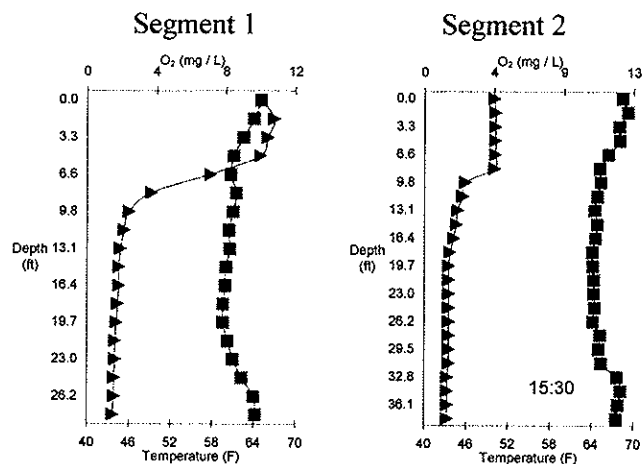 Segment 1
Segment 2
O₂ (mg / L)
0 4 8 12
0.0
3.3
6.6
9.8
Depth
(ft)
13.1
16.4
19.7
23.0
26.2
40 46 52 58 64 70
Temperature (F)
O₂ (mg / L)
0 4 9 13
0.0
3.3
6.6
9.8
13.1
16.4
Depth
(ft)
19.7
23.0
26.2
29.5
32.8
36.1
15:30
40 46 52 58 64 70
Temperature (F)